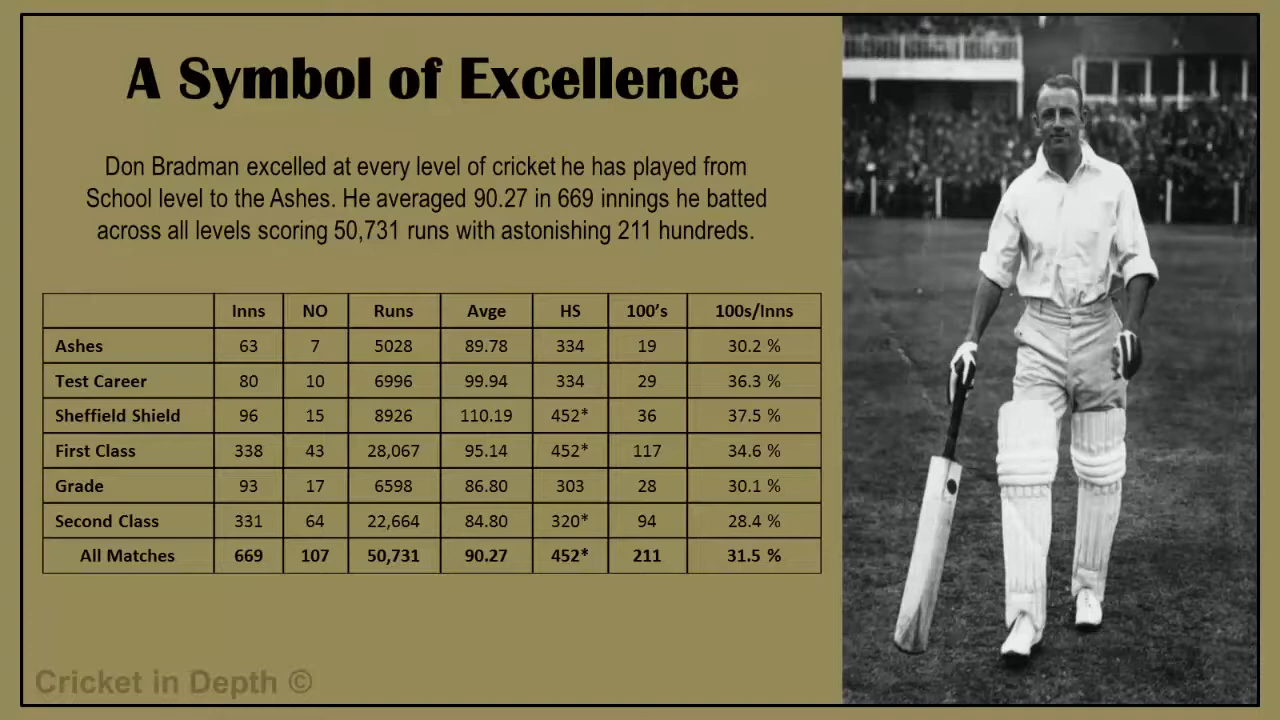 A Symbol of Excellence
Don Bradman excelled at every level of cricket he has played from
School level to the Ashes. He averaged 90.27 in 669 innings he batted
across all levels scoring 50,731 runs with astonishing 211 hundreds.
Inns NO Runs Avge HS 100's 100s/Inns
Ashes 63 7 5028 89.78 334 19 30.2 %
Test Career 80 10 6996 99.94 334 29 36.3 %
Sheffield Shield 96 15 8926 110.19 452* 36 37.5 %
First Class 338 43 28,067 95.14 452* 117 34.6 %
Grade 93 17 6598 86.80 303 28 30.1 %
Second Class 331 64 22,664 84.80 320* 94 28.4 %
All Matches 669 107 50,731 90.27 452* 211 31.5 %
Cricket in Depth ©